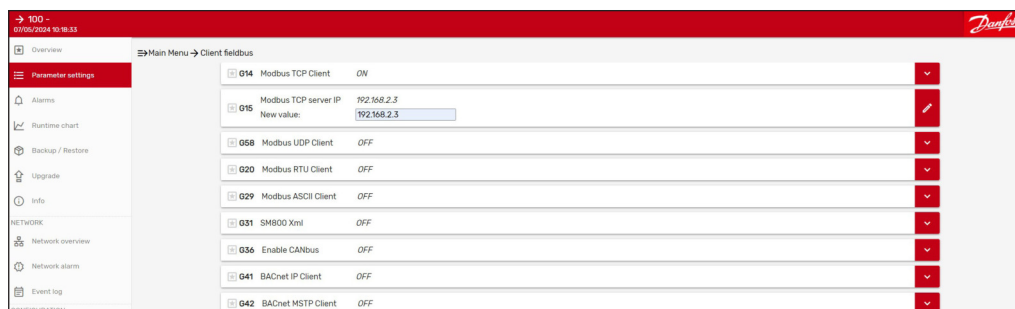 → 100 -
07/05/2024 10:18:33
Danfoss
Overview
Main Menu → Client fieldbus
Parameter settings
Alarms
Runtime chart
Backup / Restore
Upgrade
Info
NETWORK
Network overview
Network alarm
Event log
G14 Modbus TCP Client ON
G15 Modbus TCP server IP 192.168.2.3
New value: 192.168.2.3
G58 Modbus UDP Client OFF
G20 Modbus RTU Client OFF
G29 Modbus ASCII Client OFF
G31 SM800 Xml OFF
G36 Enable CANbus OFF
G41 BACnet IP Client OFF
G42 BACnet MSTP Client OFF